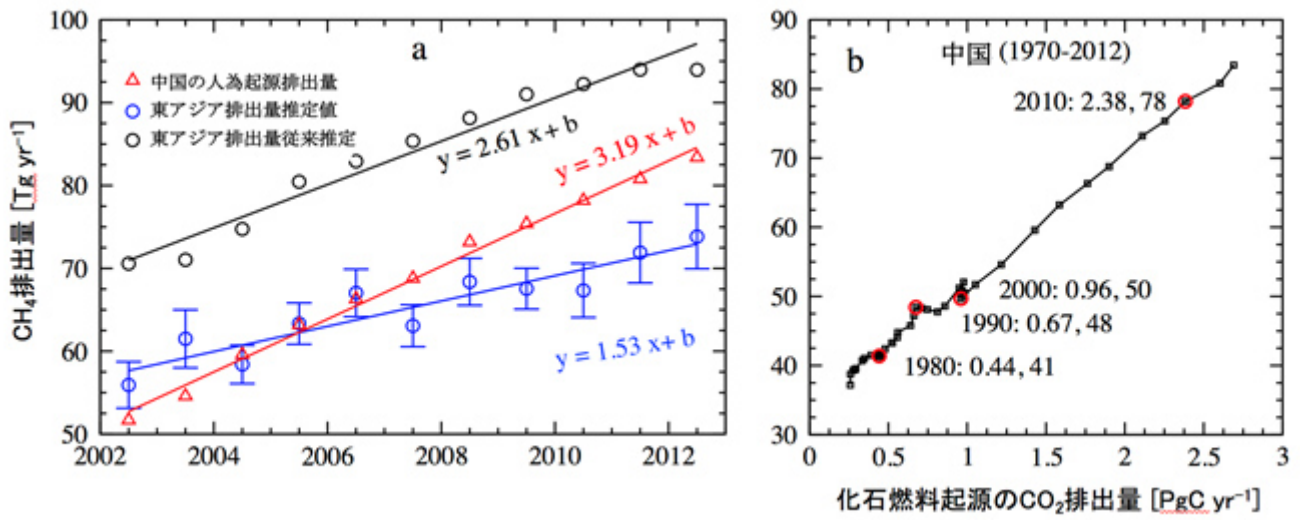 a
CH₄排出量 [Tg yr⁻¹]
100
90
80
70
60
50
中国の人為起源排出量
東アジア排出量推定値
東アジア排出量従来推定
y = 2.61 x + b
y = 3.19 x + b
y = 1.53 x + b
2002 2004 2006 2008 2010 2012
b
中国 (1970-2012)
90
80
70
60
50
40
30
2010: 2.38, 78
2000: 0.96, 50
1990: 0.67, 48
1980: 0.44, 41
0 0.5 1 1.5 2 2.5 3
化石燃料起源のCO₂排出量 [PgC yr⁻¹]